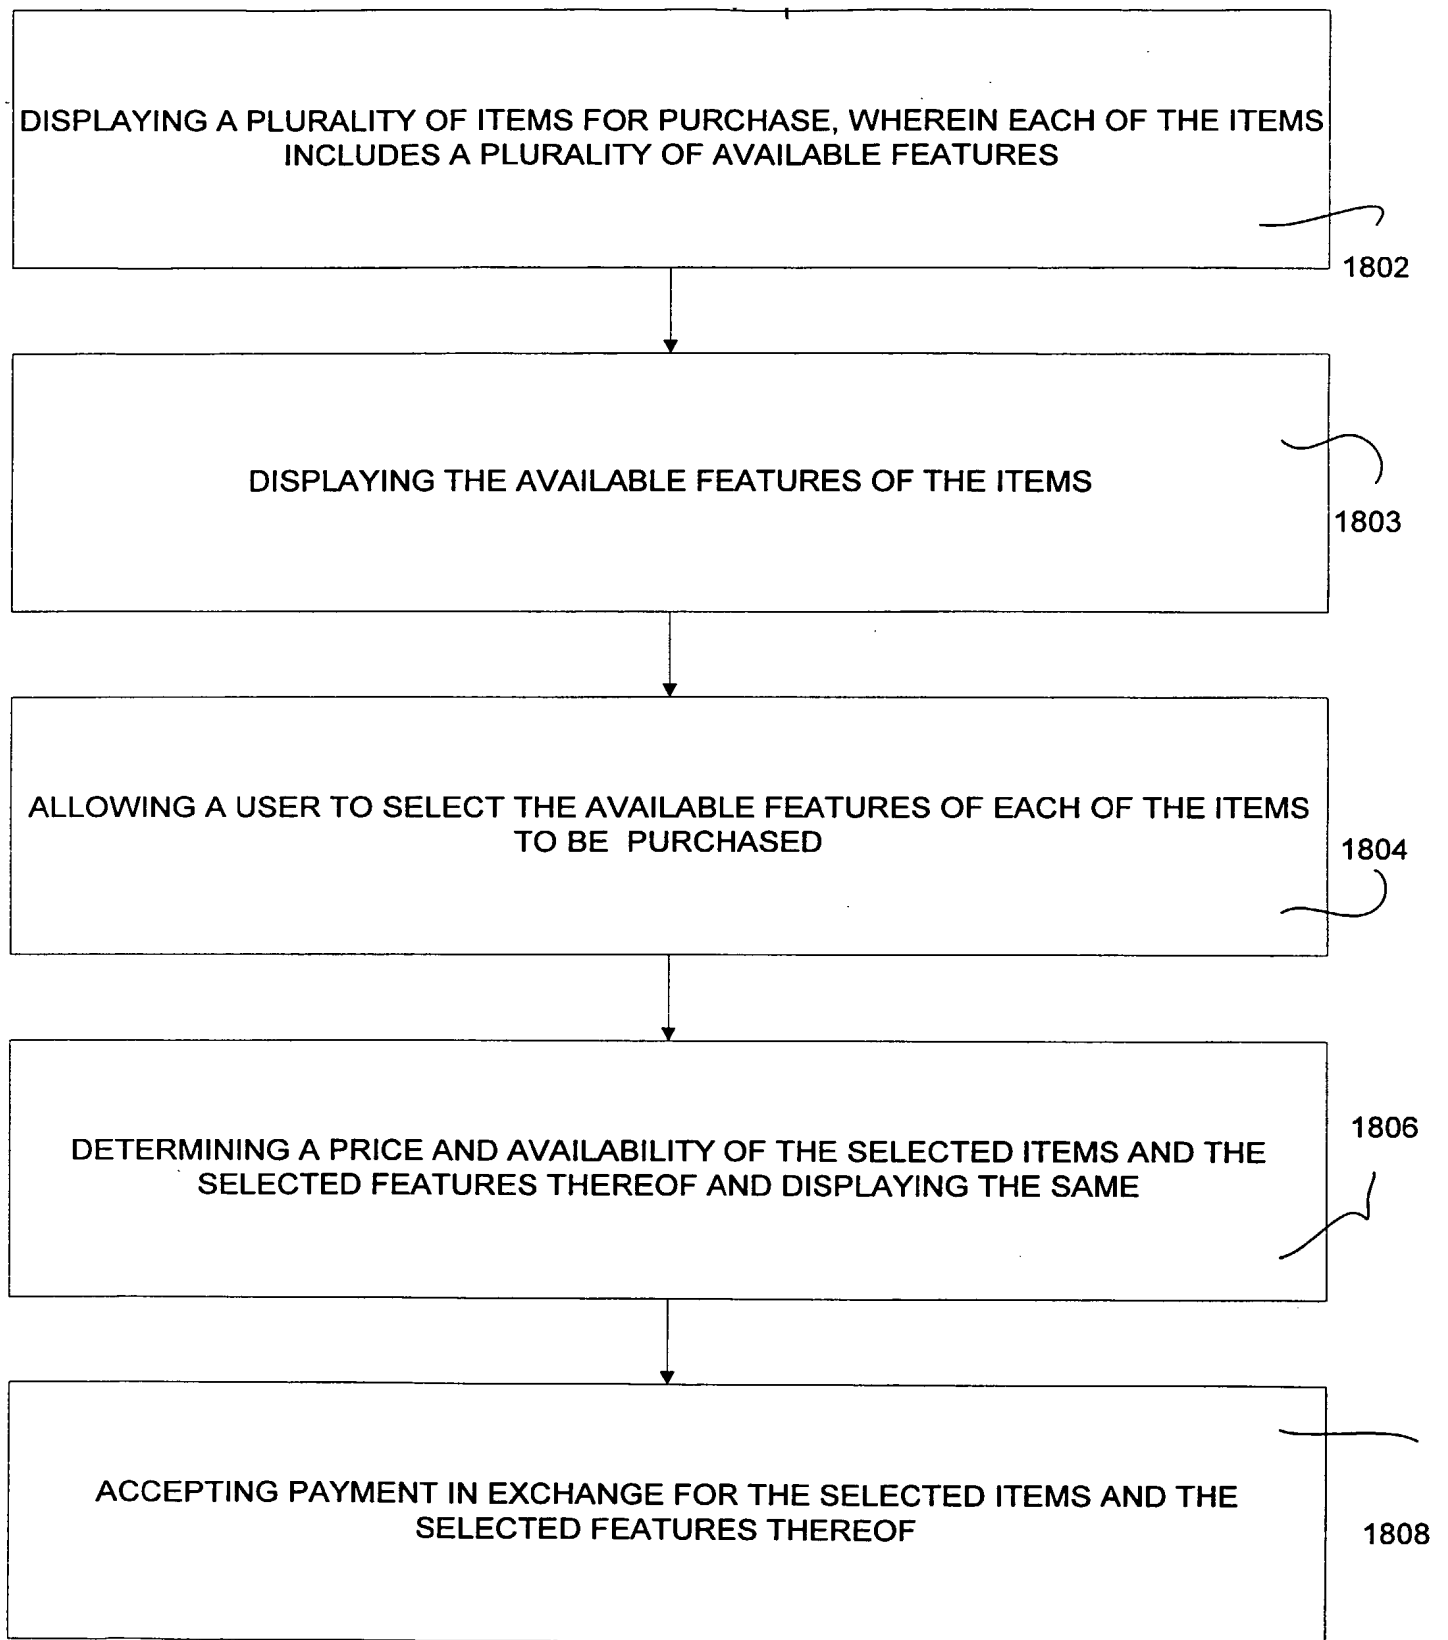 DISPLAYING A PLURALITY OF ITEMS FOR PURCHASE, WHEREIN EACH OF THE ITEMS
INCLUDES A PLURALITY OF AVAILABLE FEATURES
1802
DISPLAYING THE AVAILABLE FEATURES OF THE ITEMS
1803
ALLOWING A USER TO SELECT THE AVAILABLE FEATURES OF EACH OF THE ITEMS
TO BE PURCHASED
1804
DETERMINING A PRICE AND AVAILABILITY OF THE SELECTED ITEMS AND THE
SELECTED FEATURES THEREOF AND DISPLAYING THE SAME
1806
ACCEPTING PAYMENT IN EXCHANGE FOR THE SELECTED ITEMS AND THE
SELECTED FEATURES THEREOF
1808